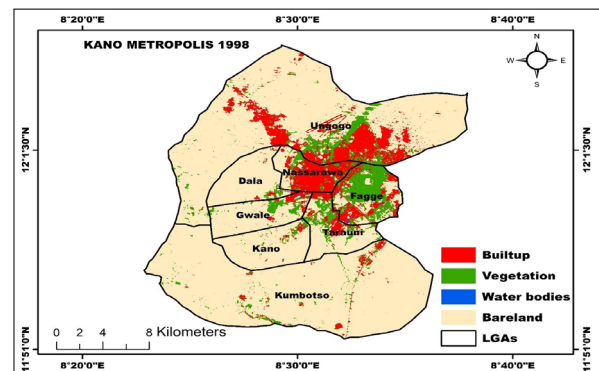 8°20'0"E 8°30'0"E 8°40'0"E
KANO METROPOLIS 1998
N
W E
S
12°1'30"N 12°1'30"N
Ungogo
Nassarawa
Dala
Fagge
Gwale
Tarauni
Kano
Kumbotso
Builtup
Vegetation
Water bodies
Bareland
LGAs
0 2 4 8 Kilometers
11°51'0"N 11°51'0"N
8°20'0"E 8°30'0"E 8°40'0"E